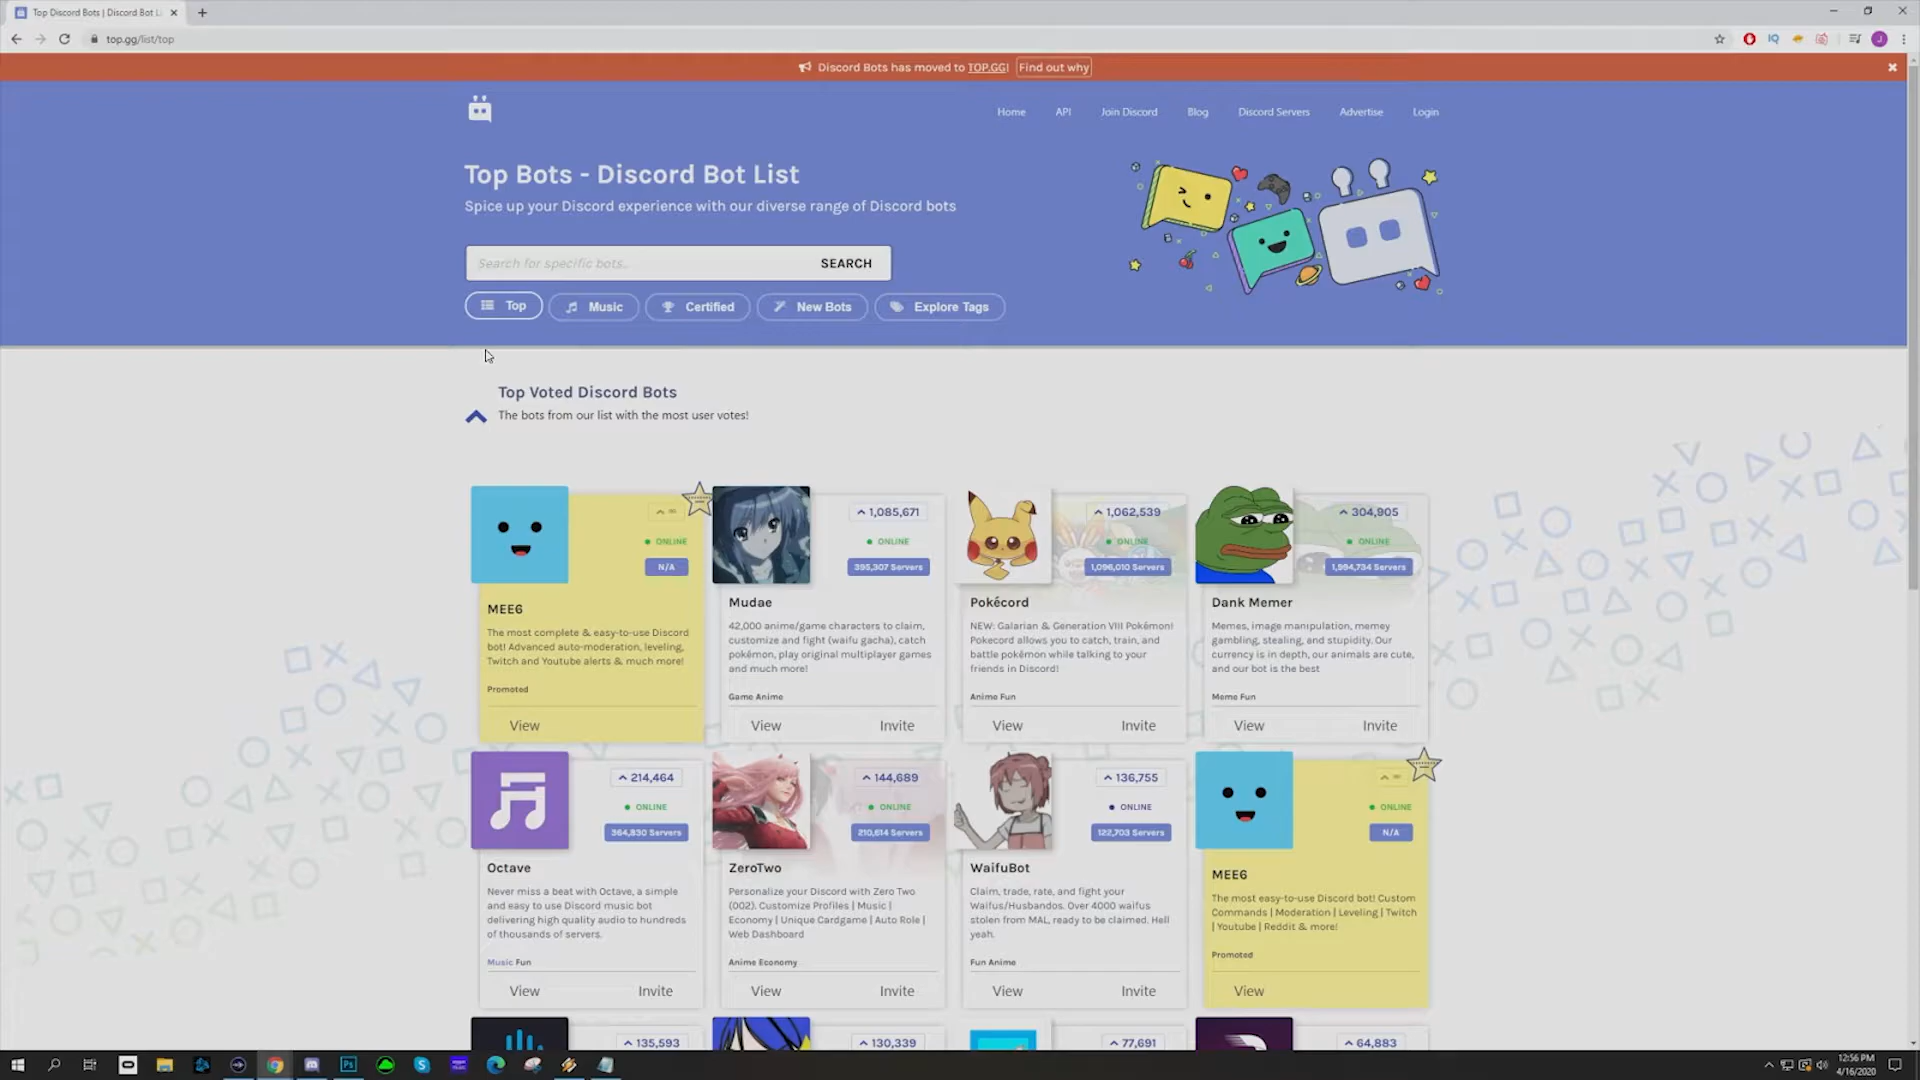 Top Discord Bots | Discord Bot Li
top.gg/list/top
Discord Bots has moved to TOP.GG! Find out why
Home API Join Discord Blog Discord Servers Advertise Login
Top Bots - Discord Bot List
Spice up your Discord experience with our diverse range of Discord bots
Search for specific bots.. SEARCH
Top Music Certified New Bots Explore Tags
Top Voted Discord Bots
The bots from our list with the most user votes!
ONLINE
N/A
MEE6
The most complete & easy-to-use Discord
bot! Advanced auto-moderation, leveling,
Twitch and Youtube alerts & much more!
Promoted
View
1,085,671
ONLINE
395,307 Servers
Mudae
42,000 anime/game characters to claim,
customize and fight (waifu gacha), catch
pokémon, play original multiplayer games
and much more!
Game Anime
View Invite
1,062,539
ONLINE
1,096,010 Servers
Pokécord
NEW: Galarian & Generation VIII Pokémon!
Pokecord allows you to catch, train, and
battle pokémon while talking to your
friends in Discord!
Anime Fun
View Invite
304,905
ONLINE
1,994,734 Servers
Dank Memer
Memes, image manipulation, memey
gambling, stealing, and stupidity. Our
currency is in depth, our animals are cute,
and our bot is the best
Meme Fun
View Invite
214,464
ONLINE
364,830 Servers
Octave
Never miss a beat with Octave, a simple
and easy to use Discord music bot
delivering high quality audio to hundreds
of thousands of servers.
Music Fun
View Invite
144,689
ONLINE
210,614 Servers
ZeroTwo
Personalize your Discord with Zero Two
(002). Customize Profiles | Music |
Economy | Unique Cardgame | Auto Role |
Web Dashboard
Anime Economy
View Invite
136,755
ONLINE
122,703 Servers
WaifuBot
Claim, trade, rate, and fight your
Waifus/Husbandos. Over 4000 waifus
stolen from MAL, ready to be claimed. Hell
yeah.
Fun Anime
View Invite
ONLINE
N/A
MEE6
The most easy-to-use Discord bot! Custom
Commands | Moderation | Leveling | Twitch
| Youtube | Reddit & more!
Promoted
View
135,593 130,339 77,691 64,883
Ps
12:56 PM
4/16/2020